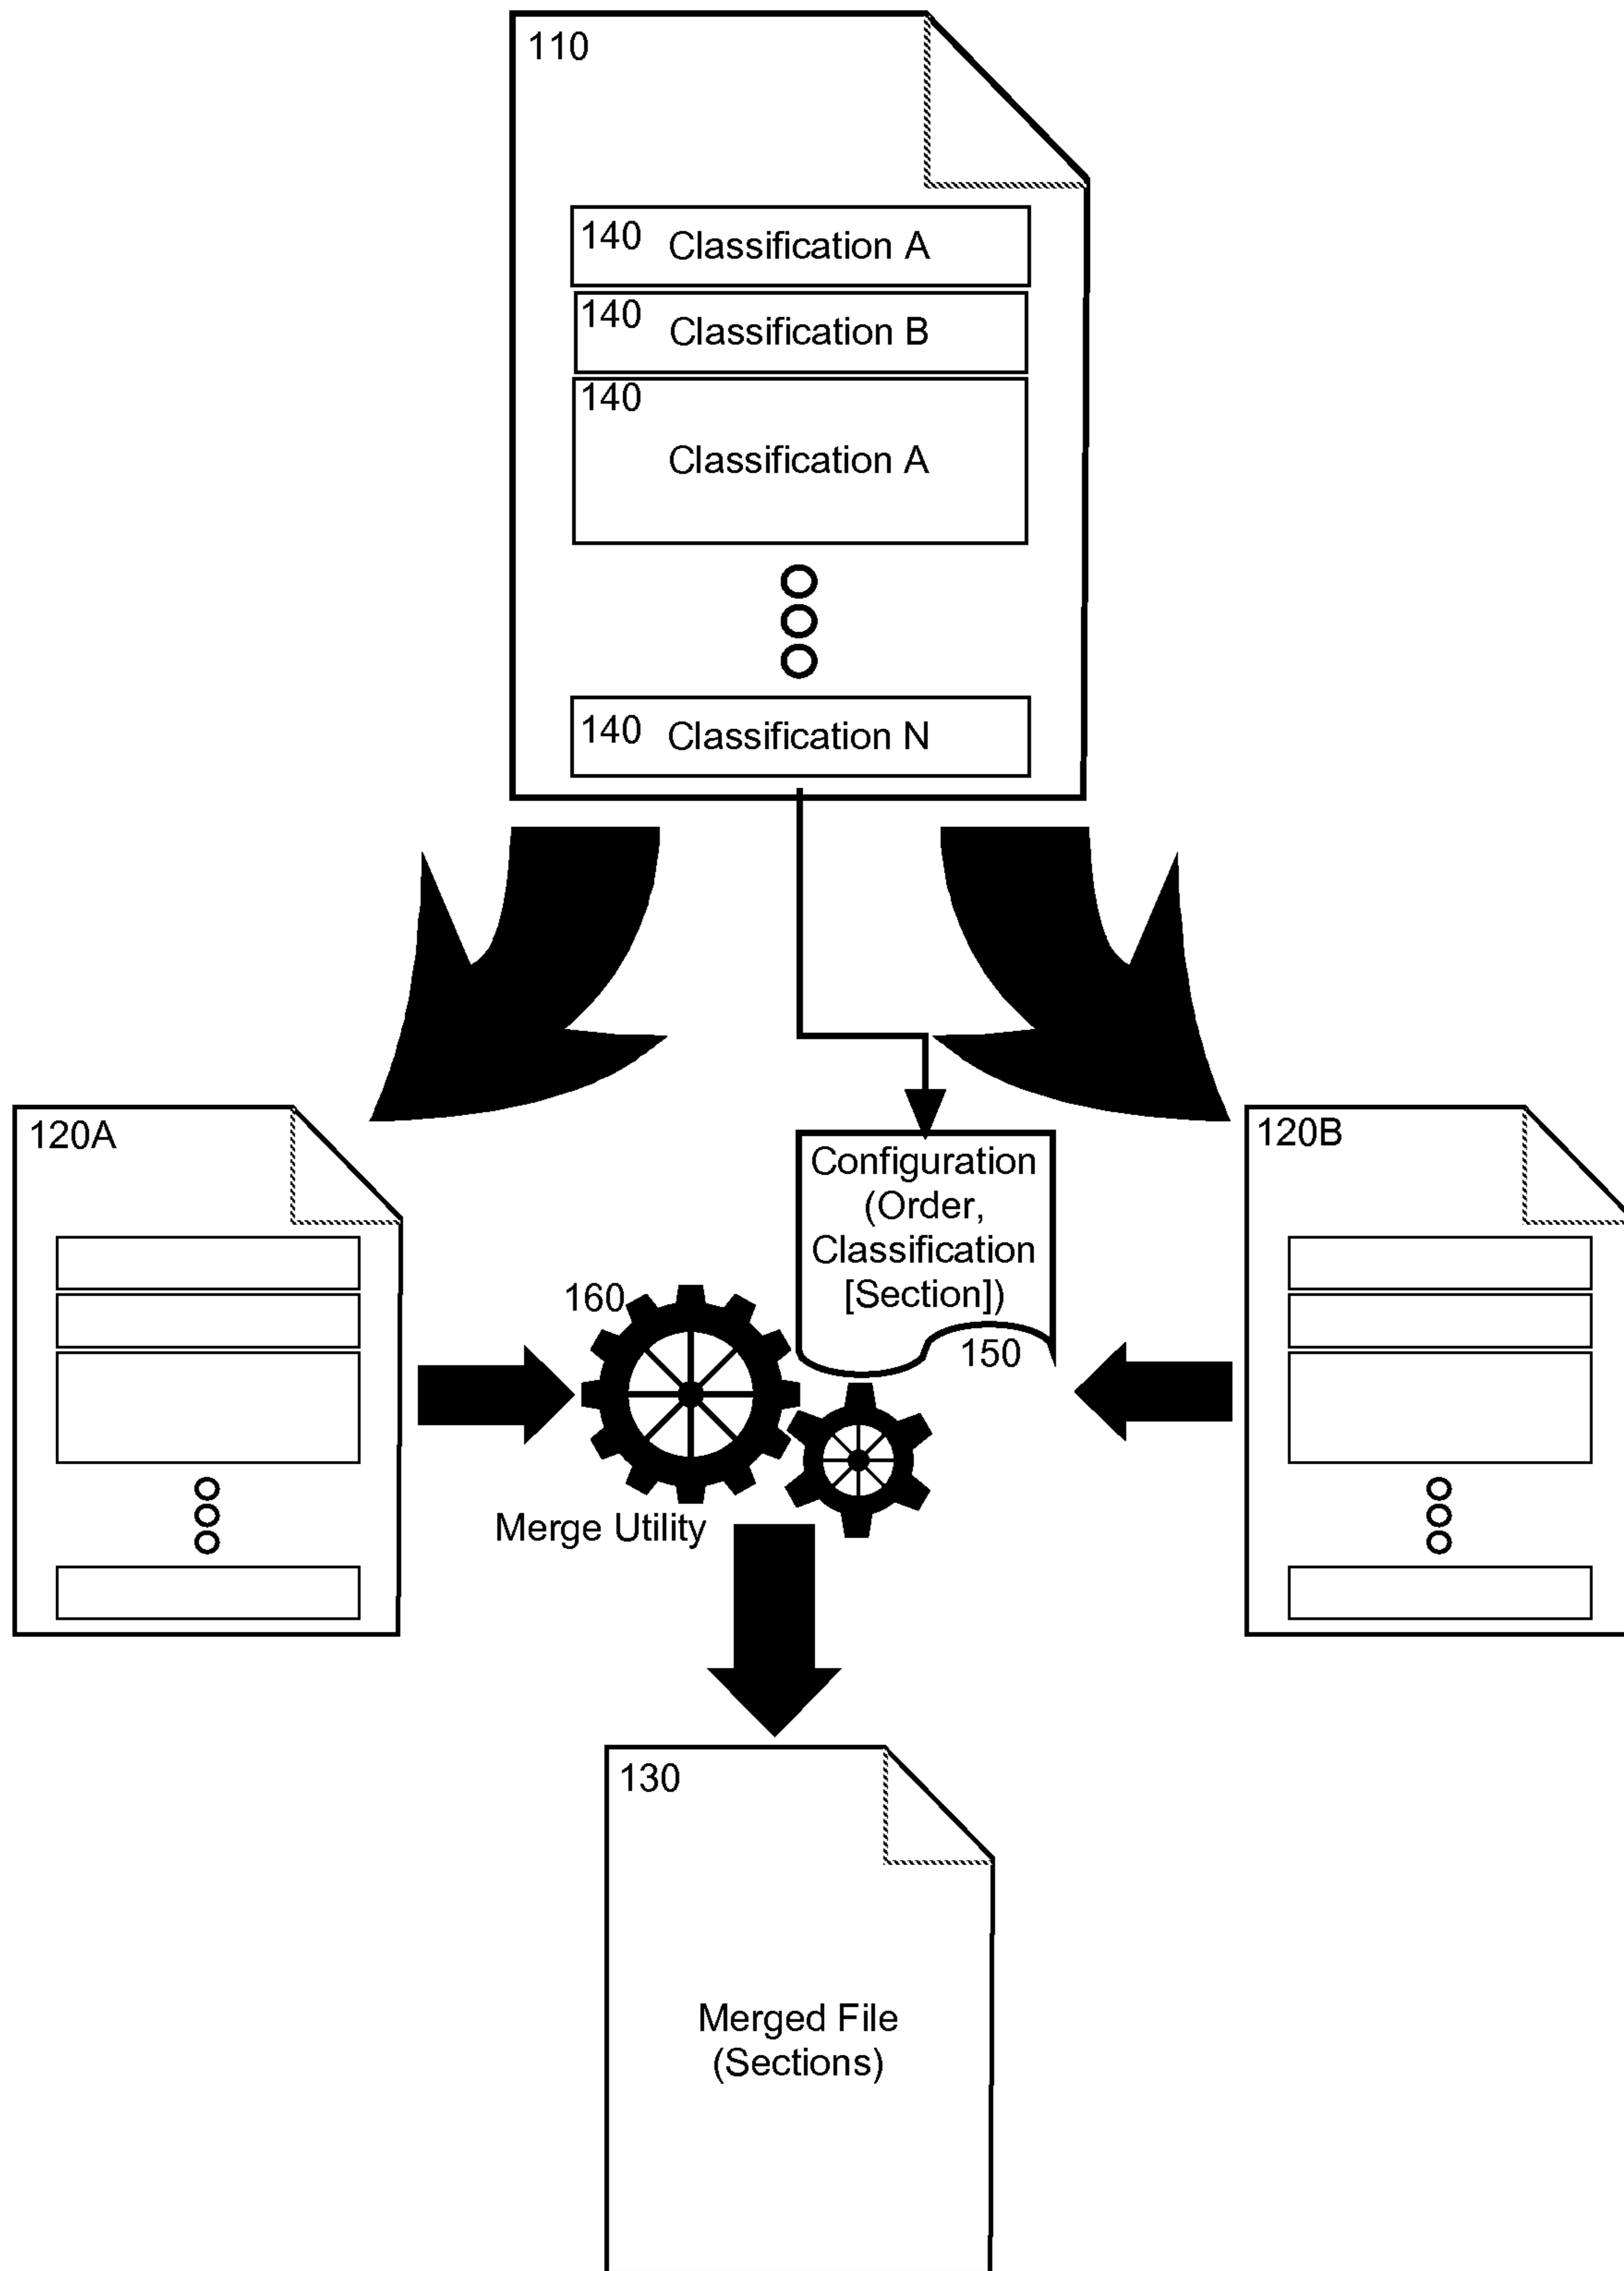 110
140 Classification A
140 Classification B
140
Classification A
140 Classification N
120A
120B
Configuration
(Order,
Classification
[Section])
150
160
Merge Utility
130
Merged File
(Sections)